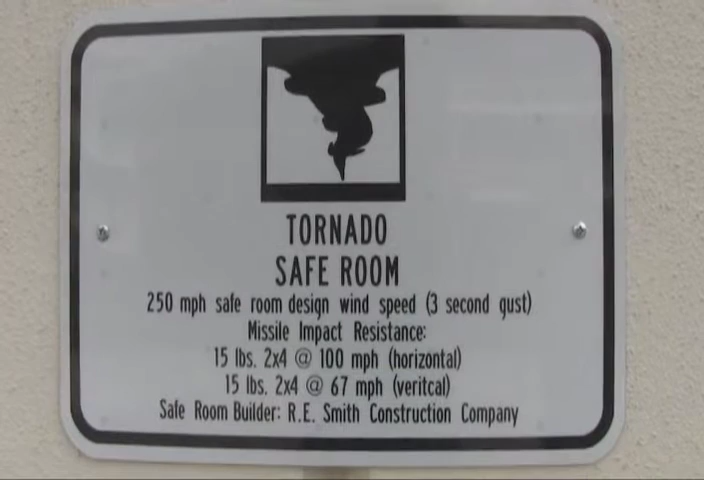 TORNADO
SAFE ROOM
250 mph safe room design wind speed (3 second gust)
Missile Impact Resistance:
15 lbs. 2x4 @ 100 mph (horizontal)
15 lbs. 2x4 @ 67 mph (veritcal)
Safe Room Builder: R.E. Smith Construction Company